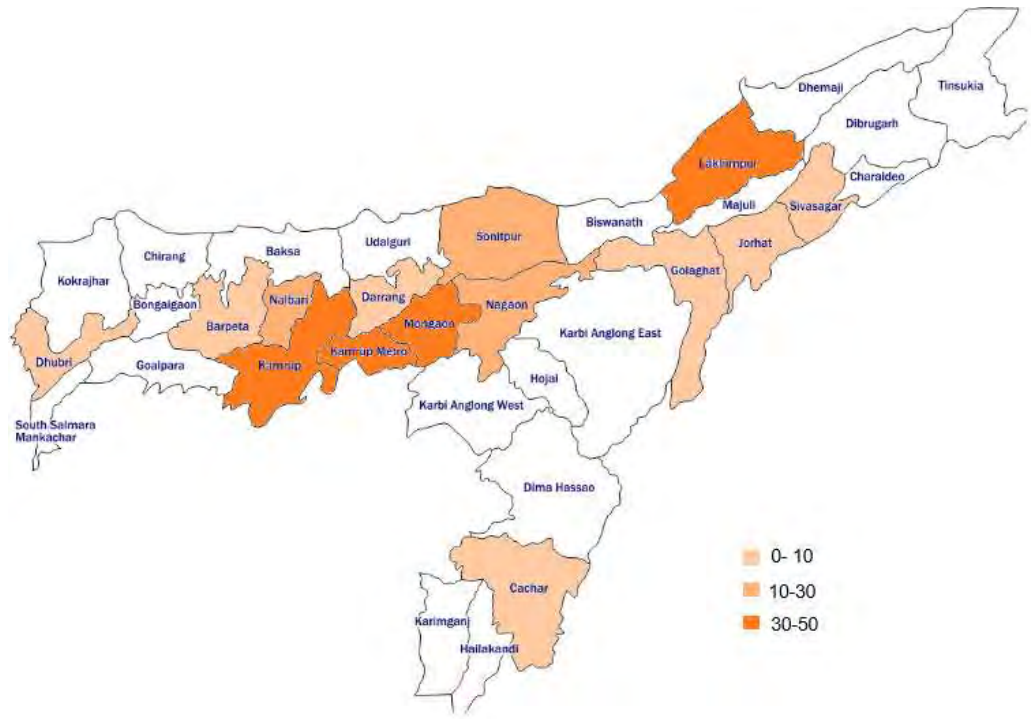 Tinsukia
Dhemaji
Dibrugarh
Lakhimpur
Charaideo
Majuli
Sivasagar
Biswanath
Sonitpur
Udalguri
Jorhat
Baksa
Chirang
Golaghat
Kokrajhar
Darrang
Nalbari
Bongaigaon
Nagaon
Morigaon
Barpeta
Karbi Anglong East
Kamrup Metro
Dhubri
Goalpara
Kamrup
Hojai
Karbi Anglong West
South Salmara
Mankachar
Dima Hassao
0- 10
Cachar
10-30
Karimganj
30-50
Hailakandi